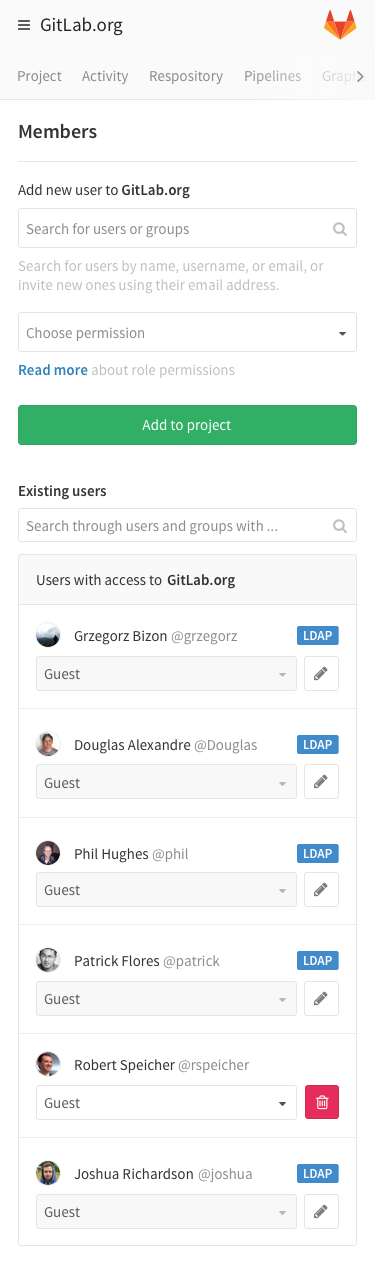 GitLab.org
Project Activity Respository Pipelines Graph
Members
Add new user to GitLab.org
Search for users or groups
Search for users by name, username, or email, or
invite new ones using their email address.
Choose permission
Read more about role permissions
Add to project
Existing users
Search through users and groups with ...
Users with access to GitLab.org
Grzegorz Bizon @grzegorz LDAP
Guest
Douglas Alexandre @Douglas LDAP
Guest
Phil Hughes @phil LDAP
Guest
Patrick Flores @patrick LDAP
Guest
Robert Speicher @rspeicher
Guest
Joshua Richardson @joshua LDAP
Guest